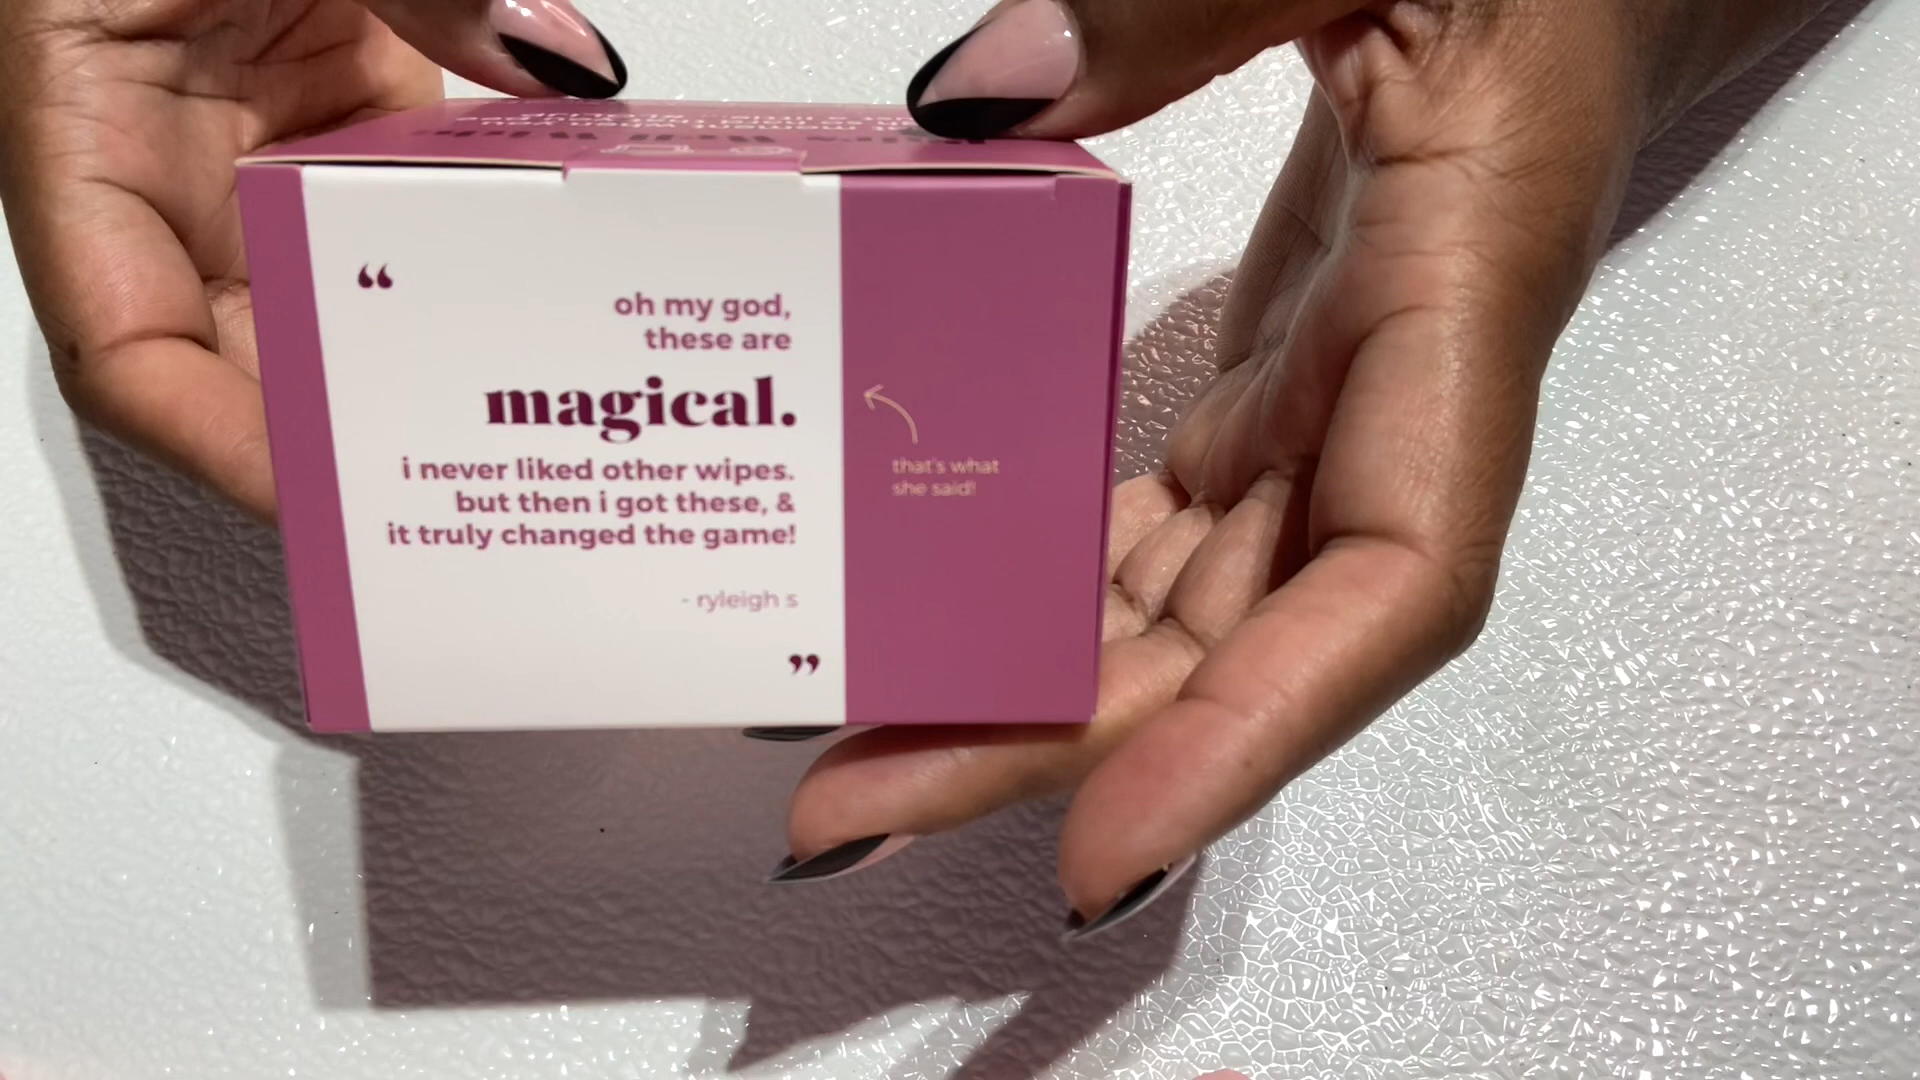 “
oh my god,
these are
magical.
i never liked other wipes.
but then i got these, &
it truly changed the game!
- ryleigh s
”
that's what
she said!